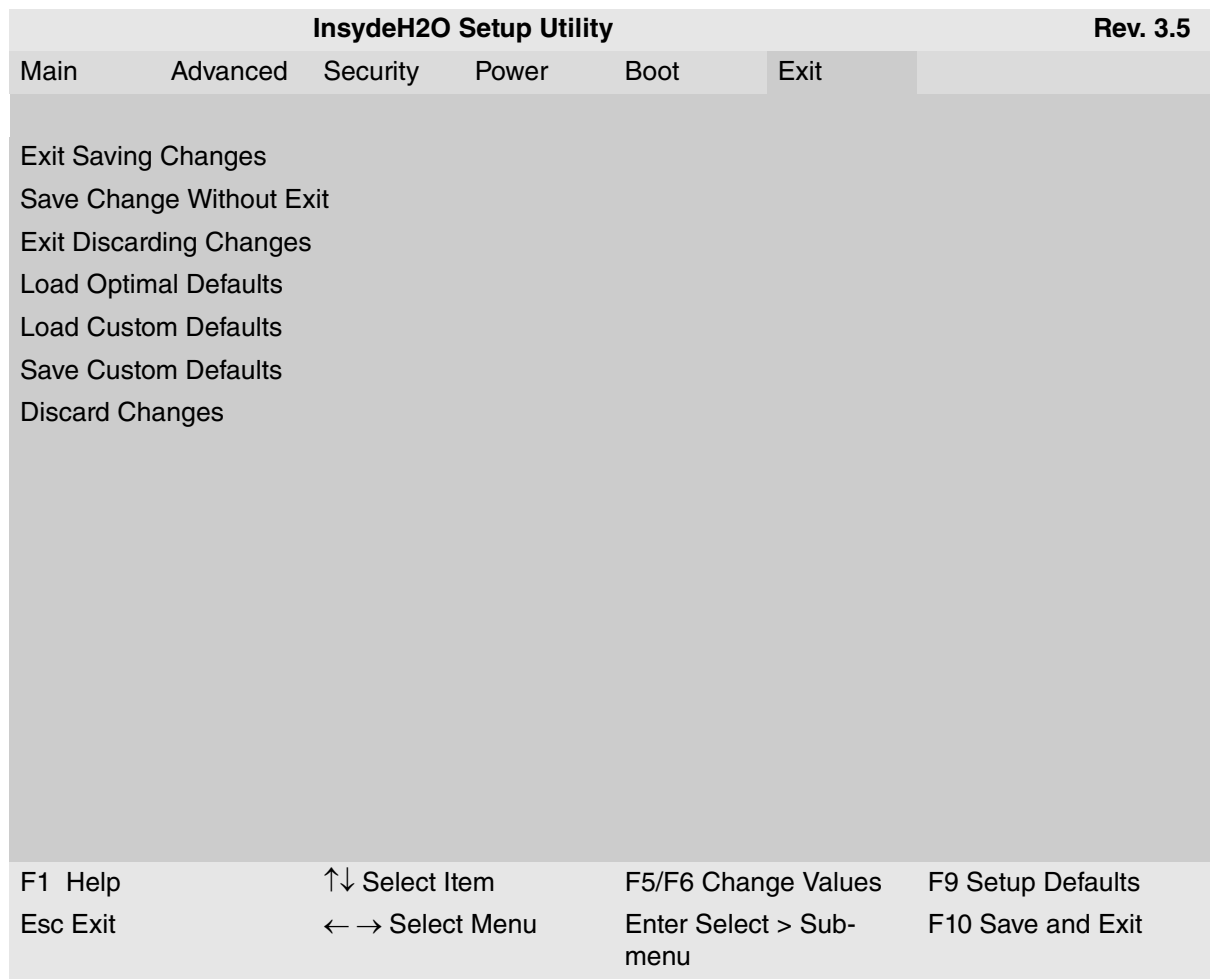 InsydeH2O Setup Utility Rev. 3.5
Main Advanced Security Power Boot Exit
Exit Saving Changes
Save Change Without Exit
Exit Discarding Changes
Load Optimal Defaults
Load Custom Defaults
Save Custom Defaults
Discard Changes
F1 Help ↑↓ Select Item F5/F6 Change Values F9 Setup Defaults
Esc Exit ← → Select Menu Enter Select > Sub- F10 Save and Exit
menu